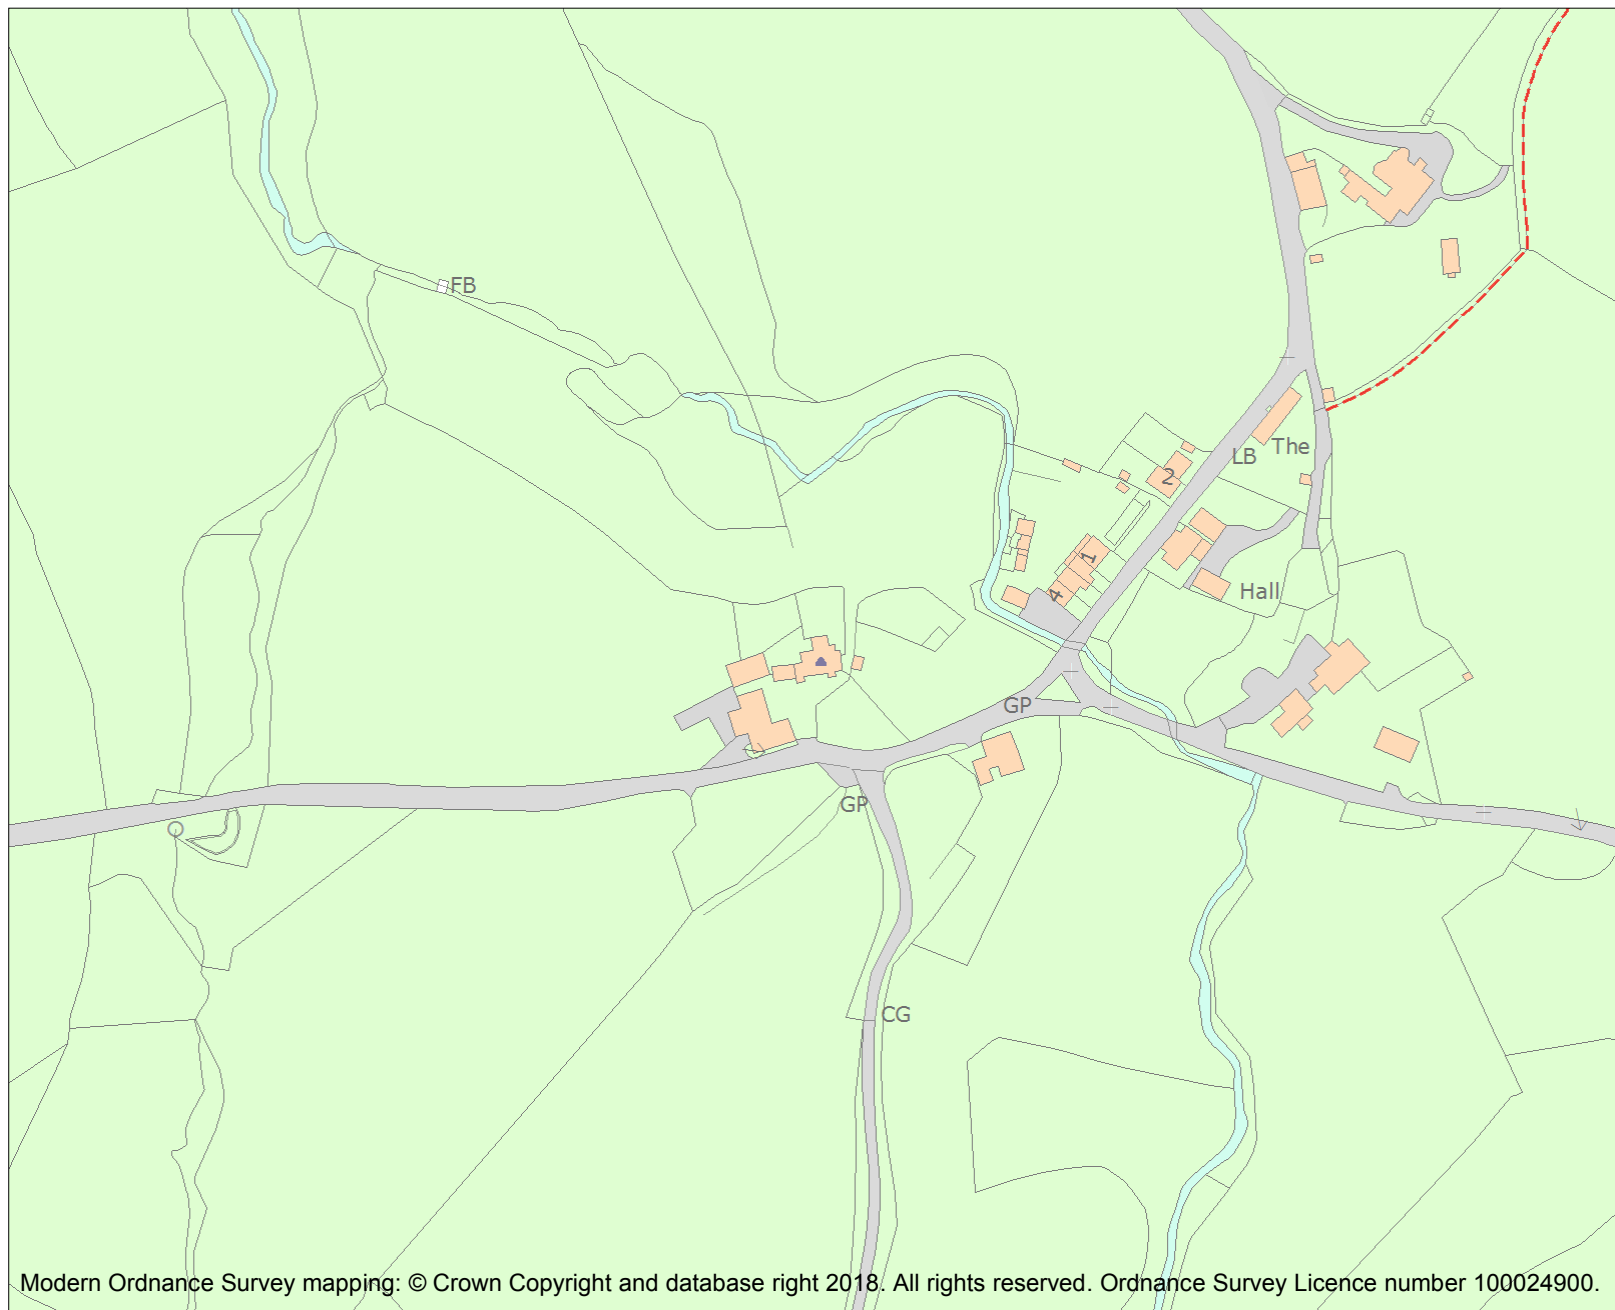 FB
2
LB
The
1
4
Hall
GP
GP
CG
Modern Ordnance Survey mapping: © Crown Copyright and database right 2018. All rights reserved. Ordnance Survey Licence number 100024900.